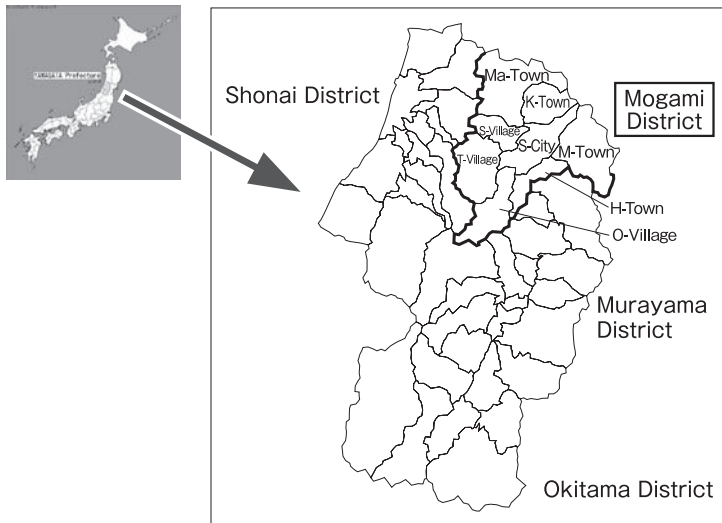 YAMAGATA Prefecture
Shonai District
Ma-Town
K-Town
Mogami
District
S-Village
S-City
M-Town
T-Village
H-Town
O-Village
Murayama
District
Okitama District